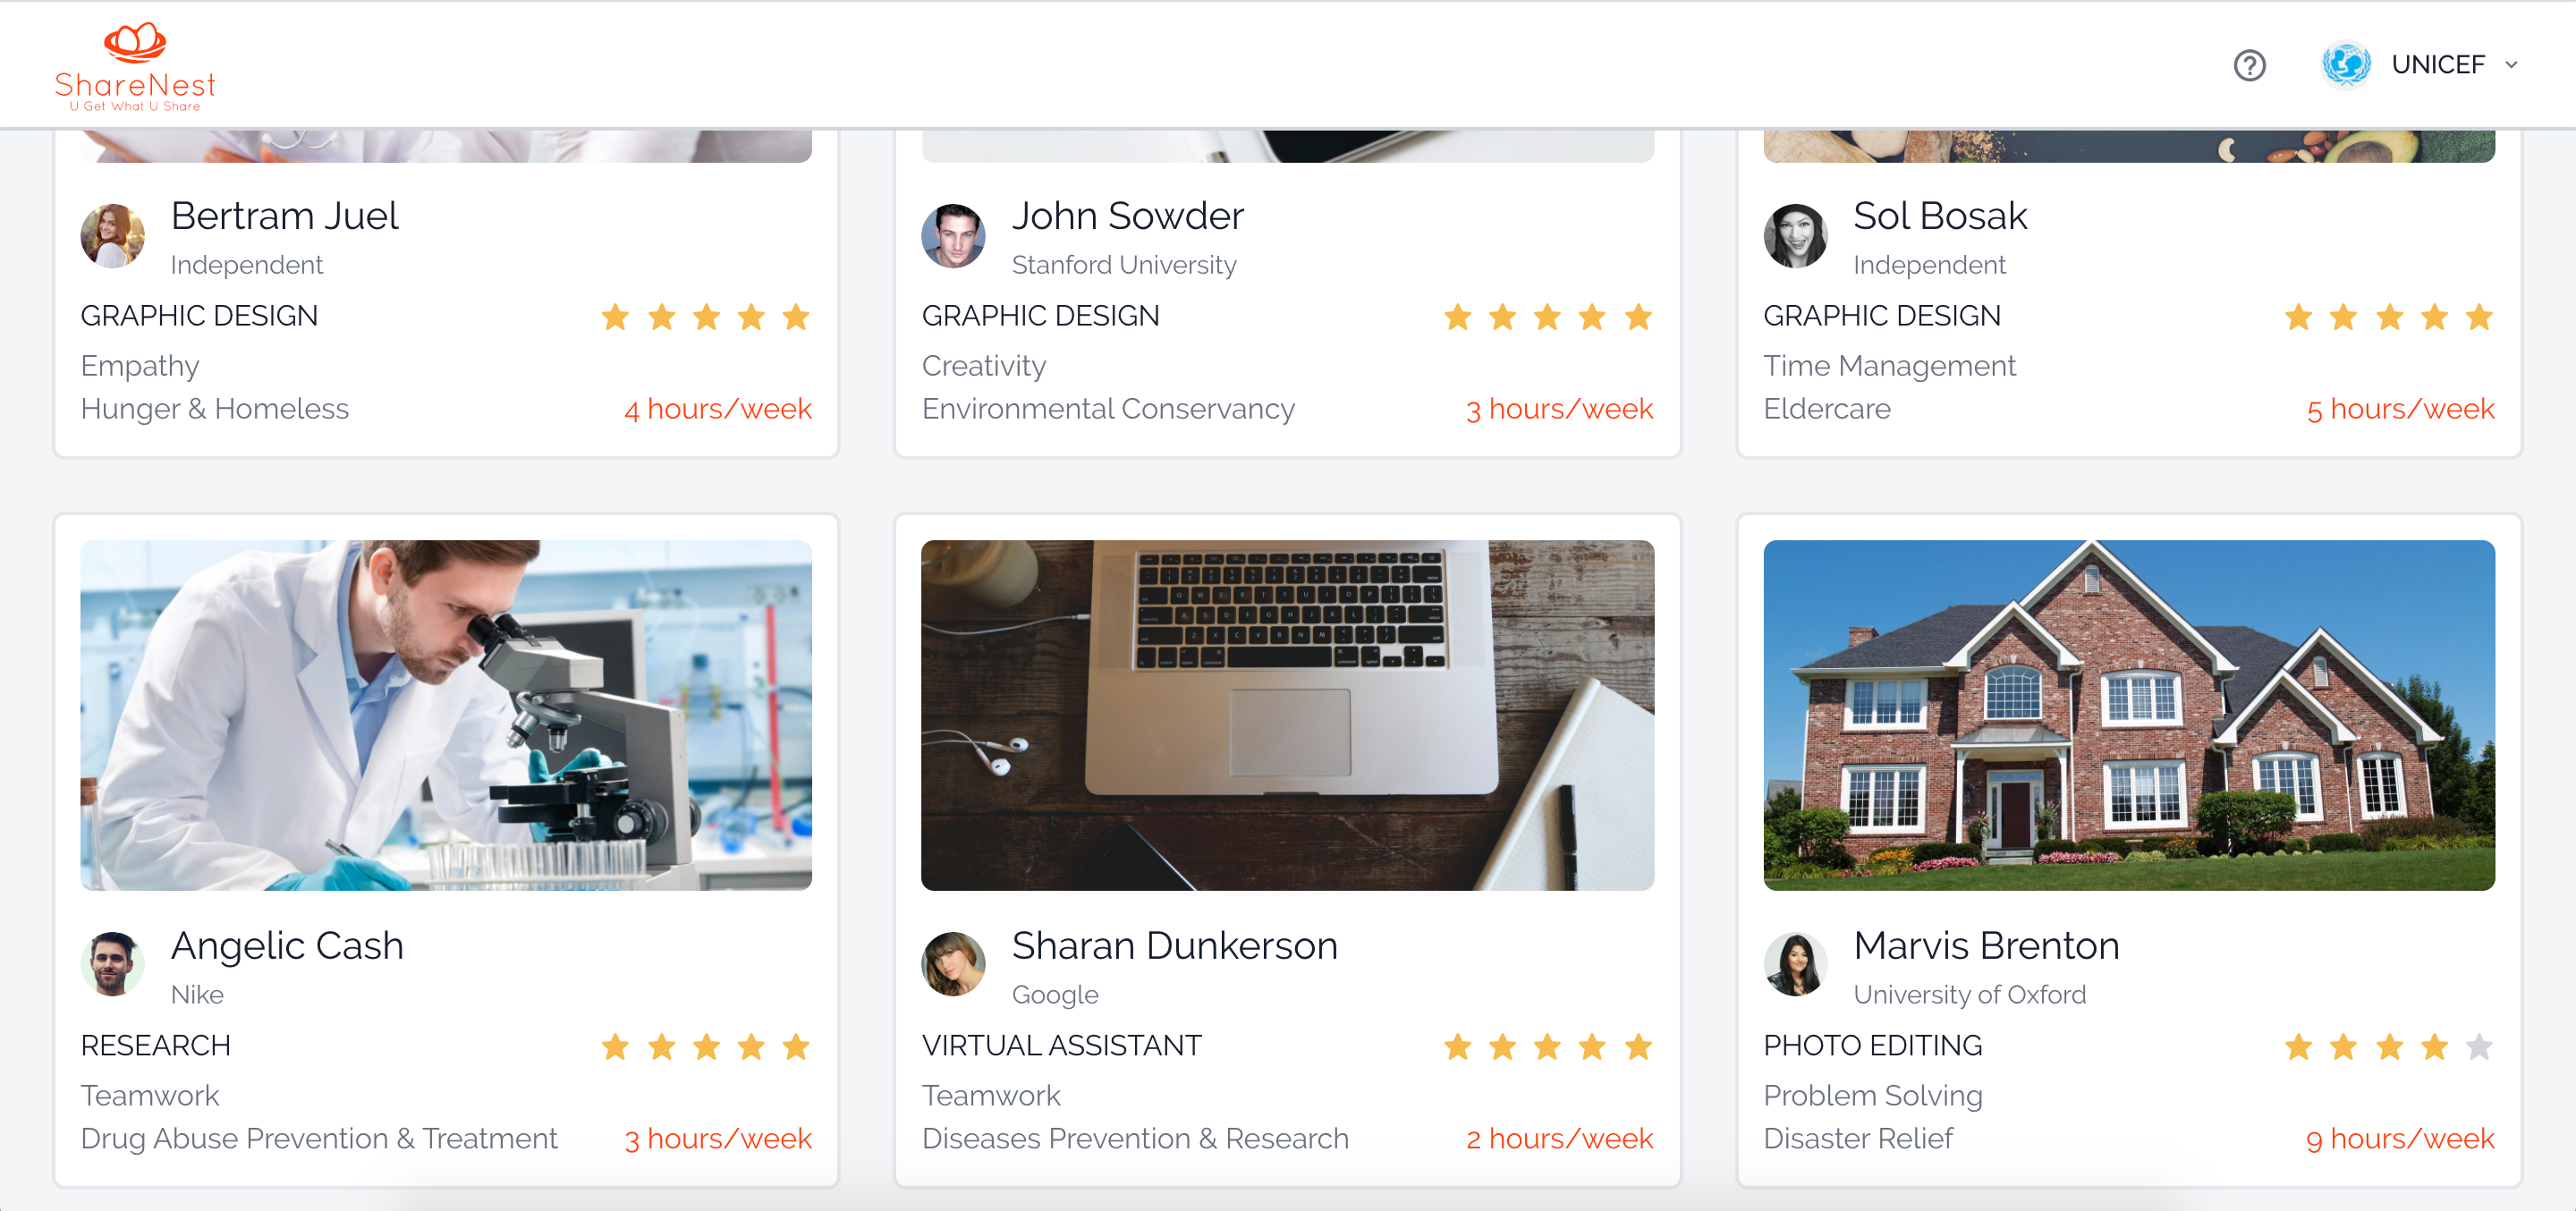 ShareNest
U Get What U Share
UNICEF
Bertram Juel
Independent
GRAPHIC DESIGN
Empathy
Hunger & Homeless
4 hours/week
John Sowder
Stanford University
GRAPHIC DESIGN
Creativity
Environmental Conservancy
3 hours/week
Sol Bosak
Independent
GRAPHIC DESIGN
Time Management
Eldercare
5 hours/week
Angelic Cash
Nike
RESEARCH
Teamwork
Drug Abuse Prevention & Treatment
3 hours/week
Sharan Dunkerson
Google
VIRTUAL ASSISTANT
Teamwork
Diseases Prevention & Research
2 hours/week
Marvis Brenton
University of Oxford
PHOTO EDITING
Problem Solving
Disaster Relief
9 hours/week